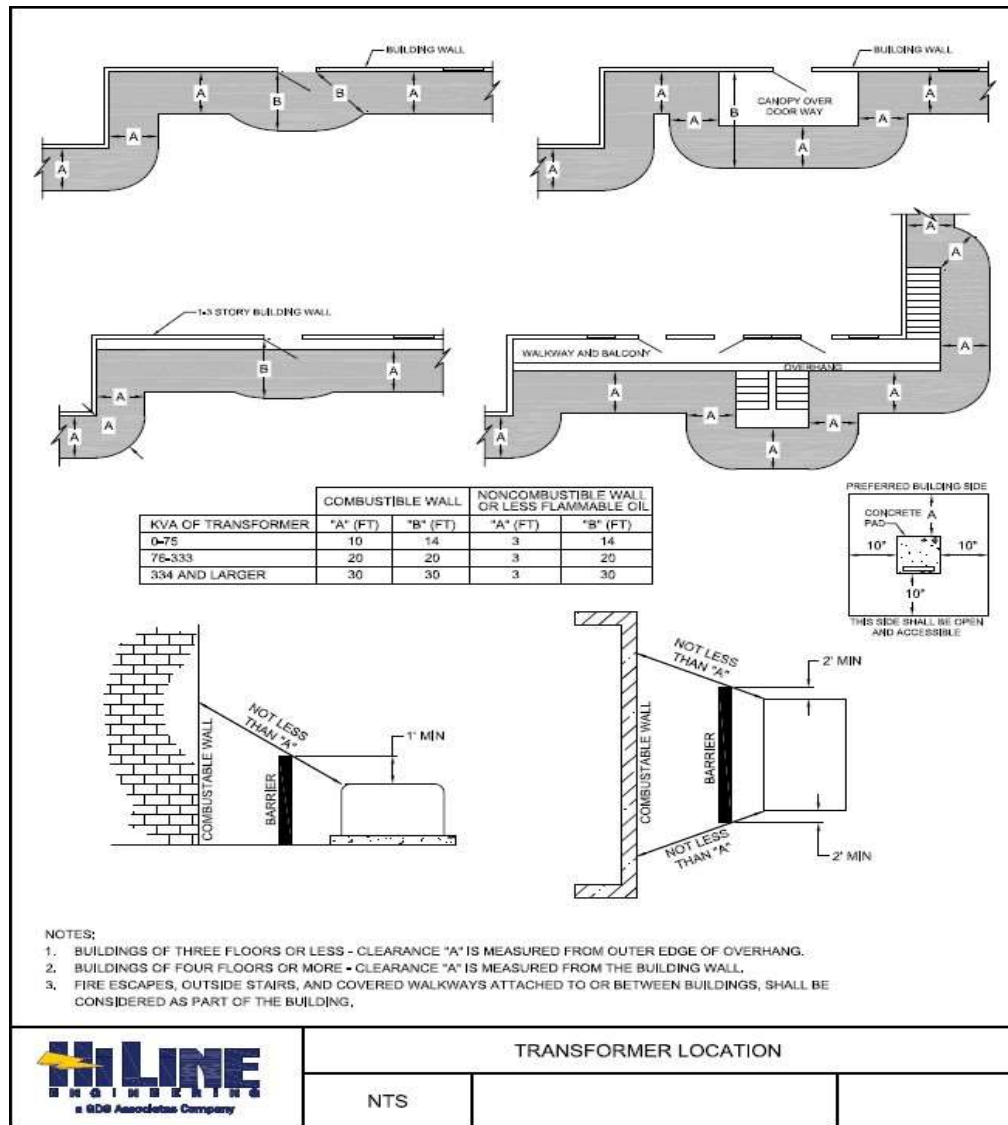 BUILDING WALL
A
B
B
A
A
A
BUILDING WALL
CANOPY OVER
DOOR WAY
A
B
A
A
A
A
A
1-3 STORY BUILDING WALL
B
A
A
A
A
A
A
WALKWAY AND BALCONY
OVERHANG
A
A
A
A
A
A
COMBUSTIBLE WALL
NONCOMBUSTIBLE WALL
OR LESS FLAMMABLE OIL
KVA OF TRANSFORMER "A" (FT) "B" (FT) "A" (FT) "B" (FT)
0-75 10 14 3 14
76-333 20 20 3 20
334 AND LARGER 30 30 3 30
PREFERRED BUILDING SIDE
CONCRETE
PAD
A
10"
10"
10"
THIS SIDE SHALL BE OPEN
AND ACCESSIBLE
COMBUSTABLE WALL
NOT LESS
THAN "A"
BARRIER
1' MIN
COMBUSTABLE WALL
NOT LESS
THAN "A"
BARRIER
2' MIN
NOT LESS
THAN "A"
2' MIN
NOTES:
1. BUILDINGS OF THREE FLOORS OR LESS - CLEARANCE "A" IS MEASURED FROM OUTER EDGE OF OVERHANG.
2. BUILDINGS OF FOUR FLOORS OR MORE - CLEARANCE "A" IS MEASURED FROM THE BUILDING WALL.
3. FIRE ESCAPES, OUTSIDE STAIRS, AND COVERED WALKWAYS ATTACHED TO OR BETWEEN BUILDINGS, SHALL BE
CONSIDERED AS PART OF THE BUILDING.
HI LINE
ENGINEERING
a GDS Associates Company
TRANSFORMER LOCATION
NTS